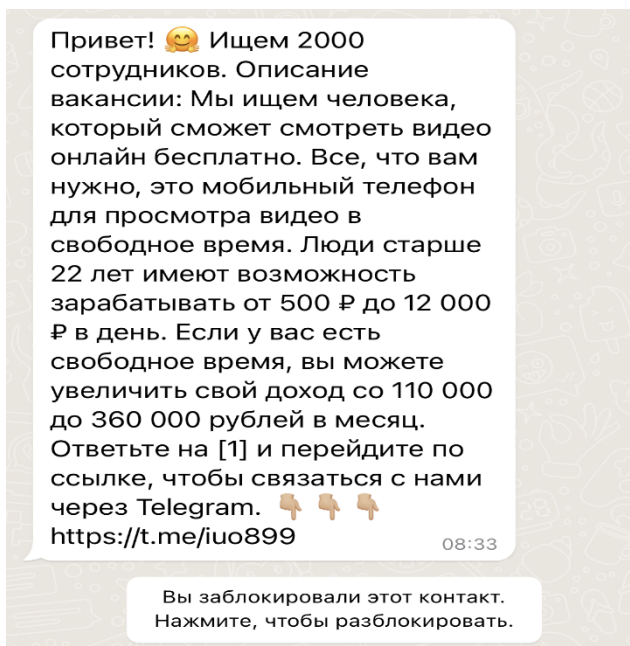 Привет! 🤗 Ищем 2000
сотрудников. Описание
вакансии: Мы ищем человека,
который сможет смотреть видео
онлайн бесплатно. Все, что вам
нужно, это мобильный телефон
для просмотра видео в
свободное время. Люди старше
22 лет имеют возможность
зарабатывать от 500 ₽ до 12 000
₽ в день. Если у вас есть
свободное время, вы можете
увеличить свой доход со 110 000
до 360 000 рублей в месяц.
Ответьте на [1] и перейдите по
ссылке, чтобы связаться с нами
через Telegram. 👇🏼 👇🏼 👇🏼
https://t.me/iuo899
08:33
Вы заблокировали этот контакт.
Нажмите, чтобы разблокировать.